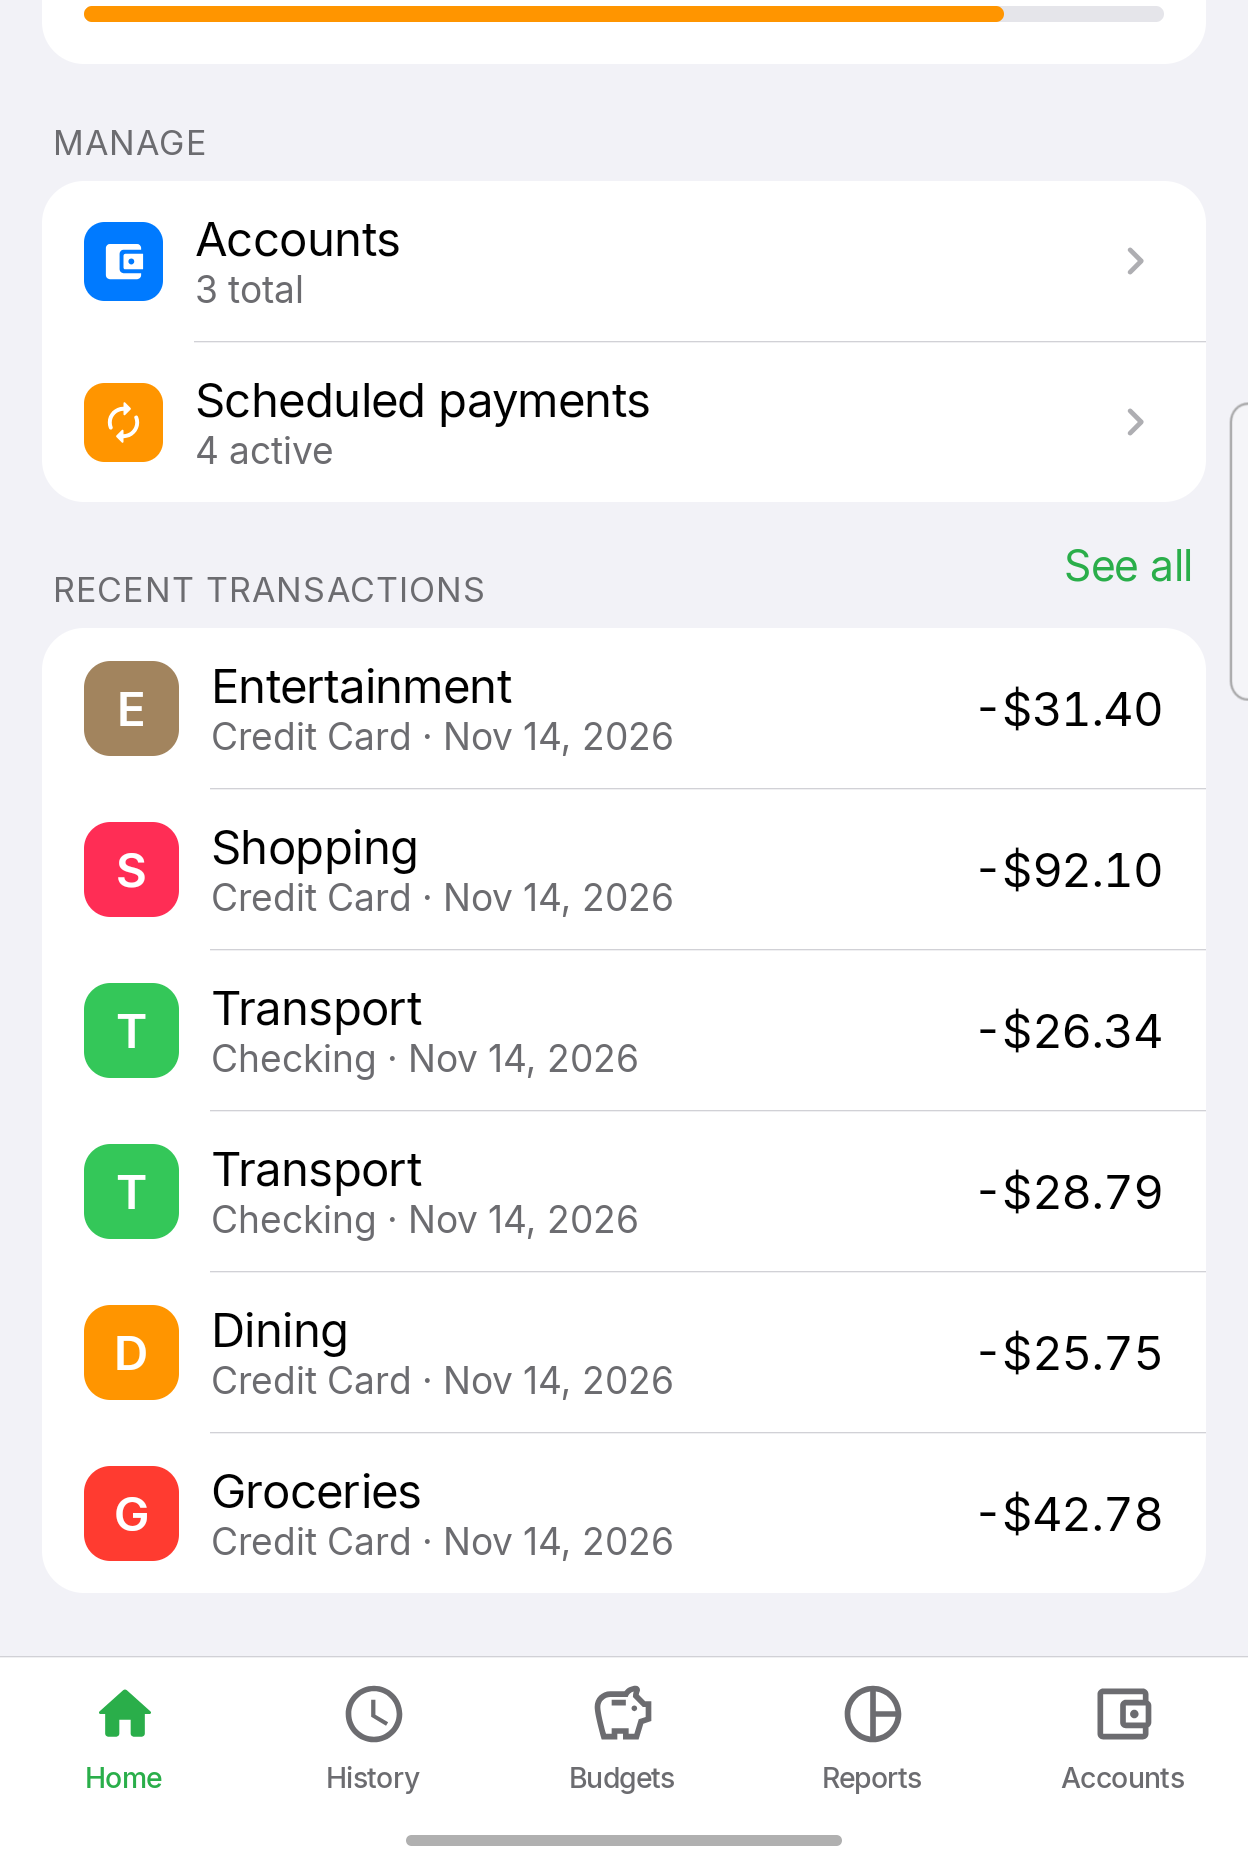 MANAGE
Accounts
3 total
Scheduled payments
4 active
RECENT TRANSACTIONS
See all
E
Entertainment
Credit Card · Nov 14, 2026
-$31.40
S
Shopping
Credit Card · Nov 14, 2026
-$92.10
T
Transport
Checking · Nov 14, 2026
-$26.34
T
Transport
Checking · Nov 14, 2026
-$28.79
D
Dining
Credit Card · Nov 14, 2026
-$25.75
G
Groceries
Credit Card · Nov 14, 2026
-$42.78
Home
History
Budgets
Reports
Accounts